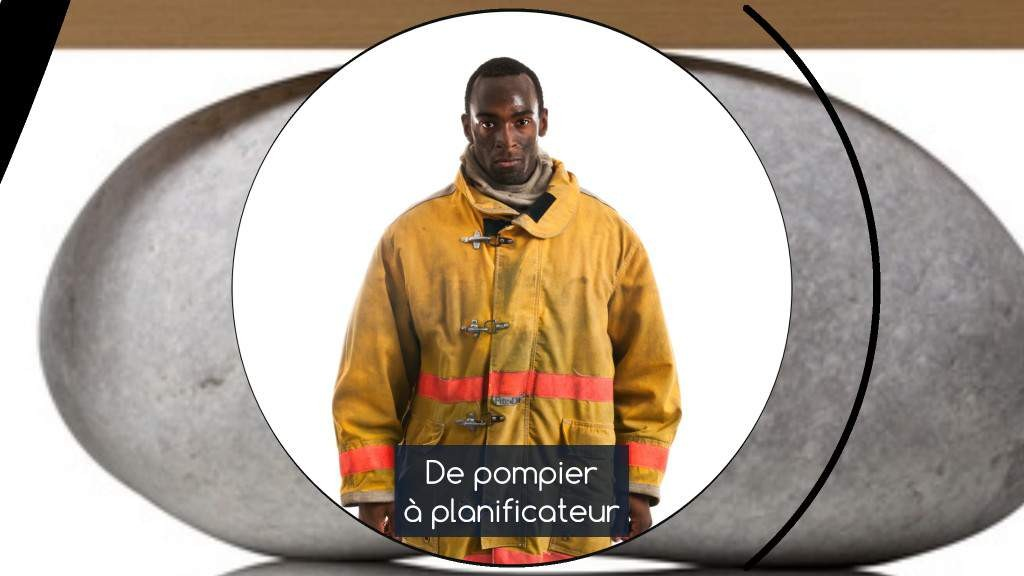 De pompier
à planificateur